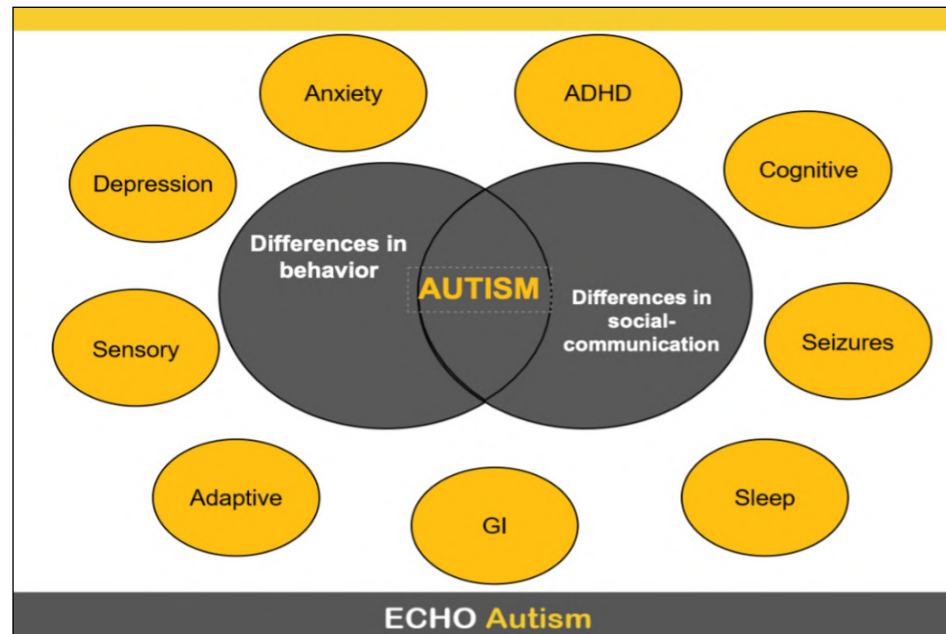 Anxiety
ADHD
Depression
Cognitive
Differences in
behavior
AUTISM
Differences in
social-
communication
Sensory
Seizures
Adaptive
GI
Sleep
ECHO Autism